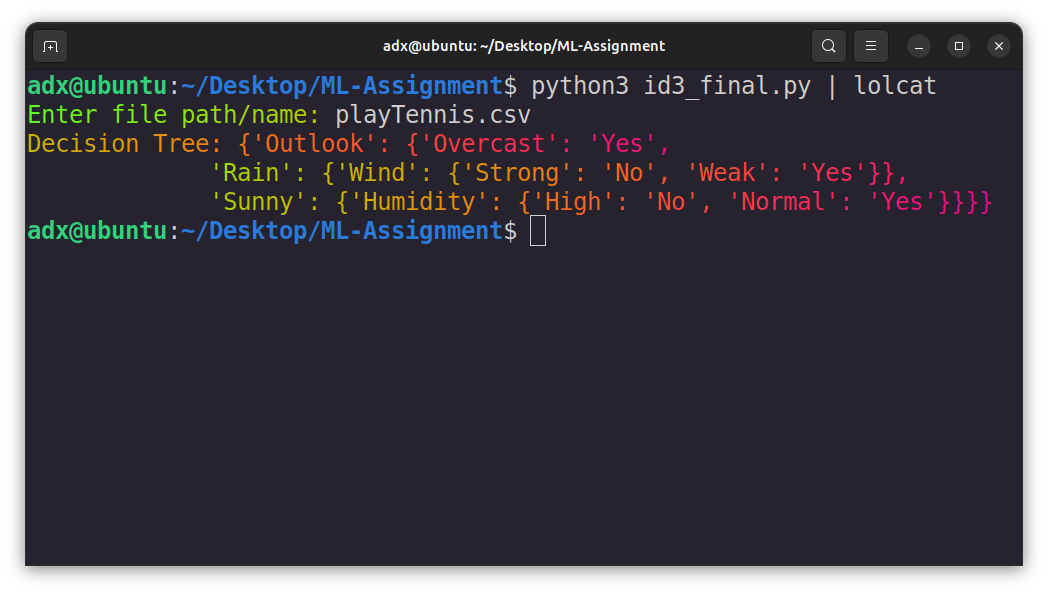 adx@ubuntu: ~/Desktop/ML-Assignment
adx@ubuntu:~/Desktop/ML-Assignment$ python3 id3_final.py | lolcat
Enter file path/name: playTennis.csv
Decision Tree: {'Outlook': {'Overcast': 'Yes',
             'Rain': {'Wind': {'Strong': 'No', 'Weak': 'Yes'}},
             'Sunny': {'Humidity': {'High': 'No', 'Normal': 'Yes'}}}}
adx@ubuntu:~/Desktop/ML-Assignment$